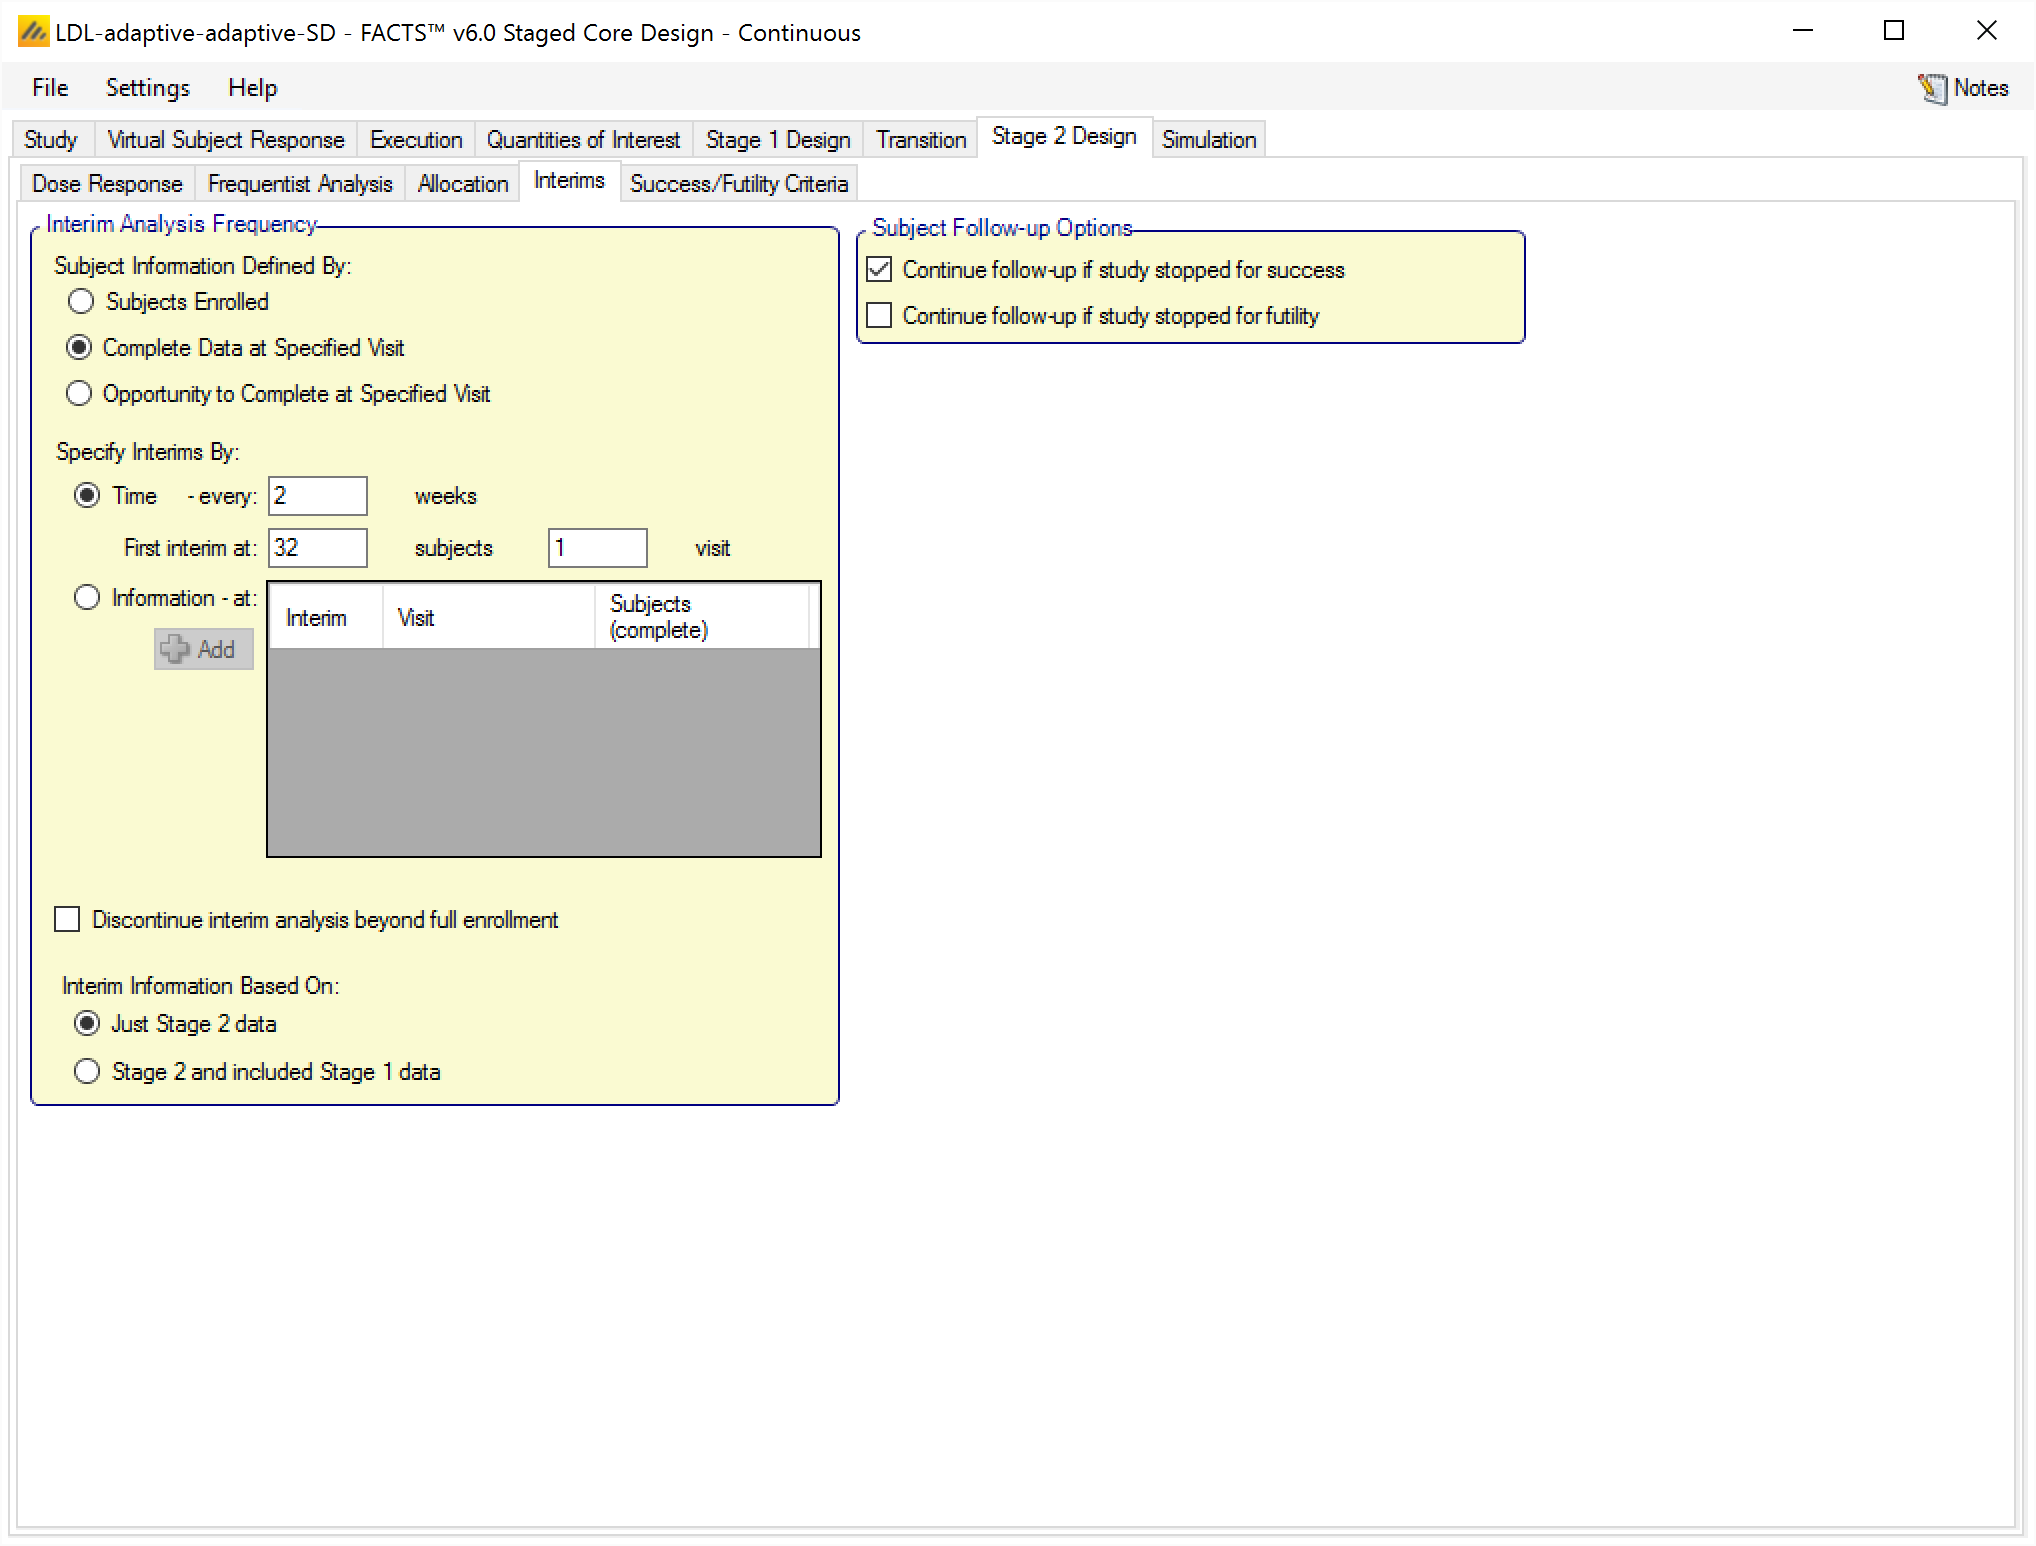 LDL-adaptive-adaptive-SD - FACTS™ v6.0 Staged Core Design - Continuous
File Settings Help Notes
Study Virtual Subject Response Execution Quantities of Interest Stage 1 Design Transition Stage 2 Design Simulation
Dose Response Frequentist Analysis Allocation Interims Success/Futility Criteria
Interim Analysis Frequency
Subject Information Defined By:
Subjects Enrolled
Complete Data at Specified Visit
Opportunity to Complete at Specified Visit
Specify Interims By:
Time - every: 2 weeks
First interim at: 32 subjects 1 visit
Information - at:
Add
Interim Visit Subjects
(complete)
Discontinue interim analysis beyond full enrollment
Interim Information Based On:
Just Stage 2 data
Stage 2 and included Stage 1 data
Subject Follow-up Options
Continue follow-up if study stopped for success
Continue follow-up if study stopped for futility